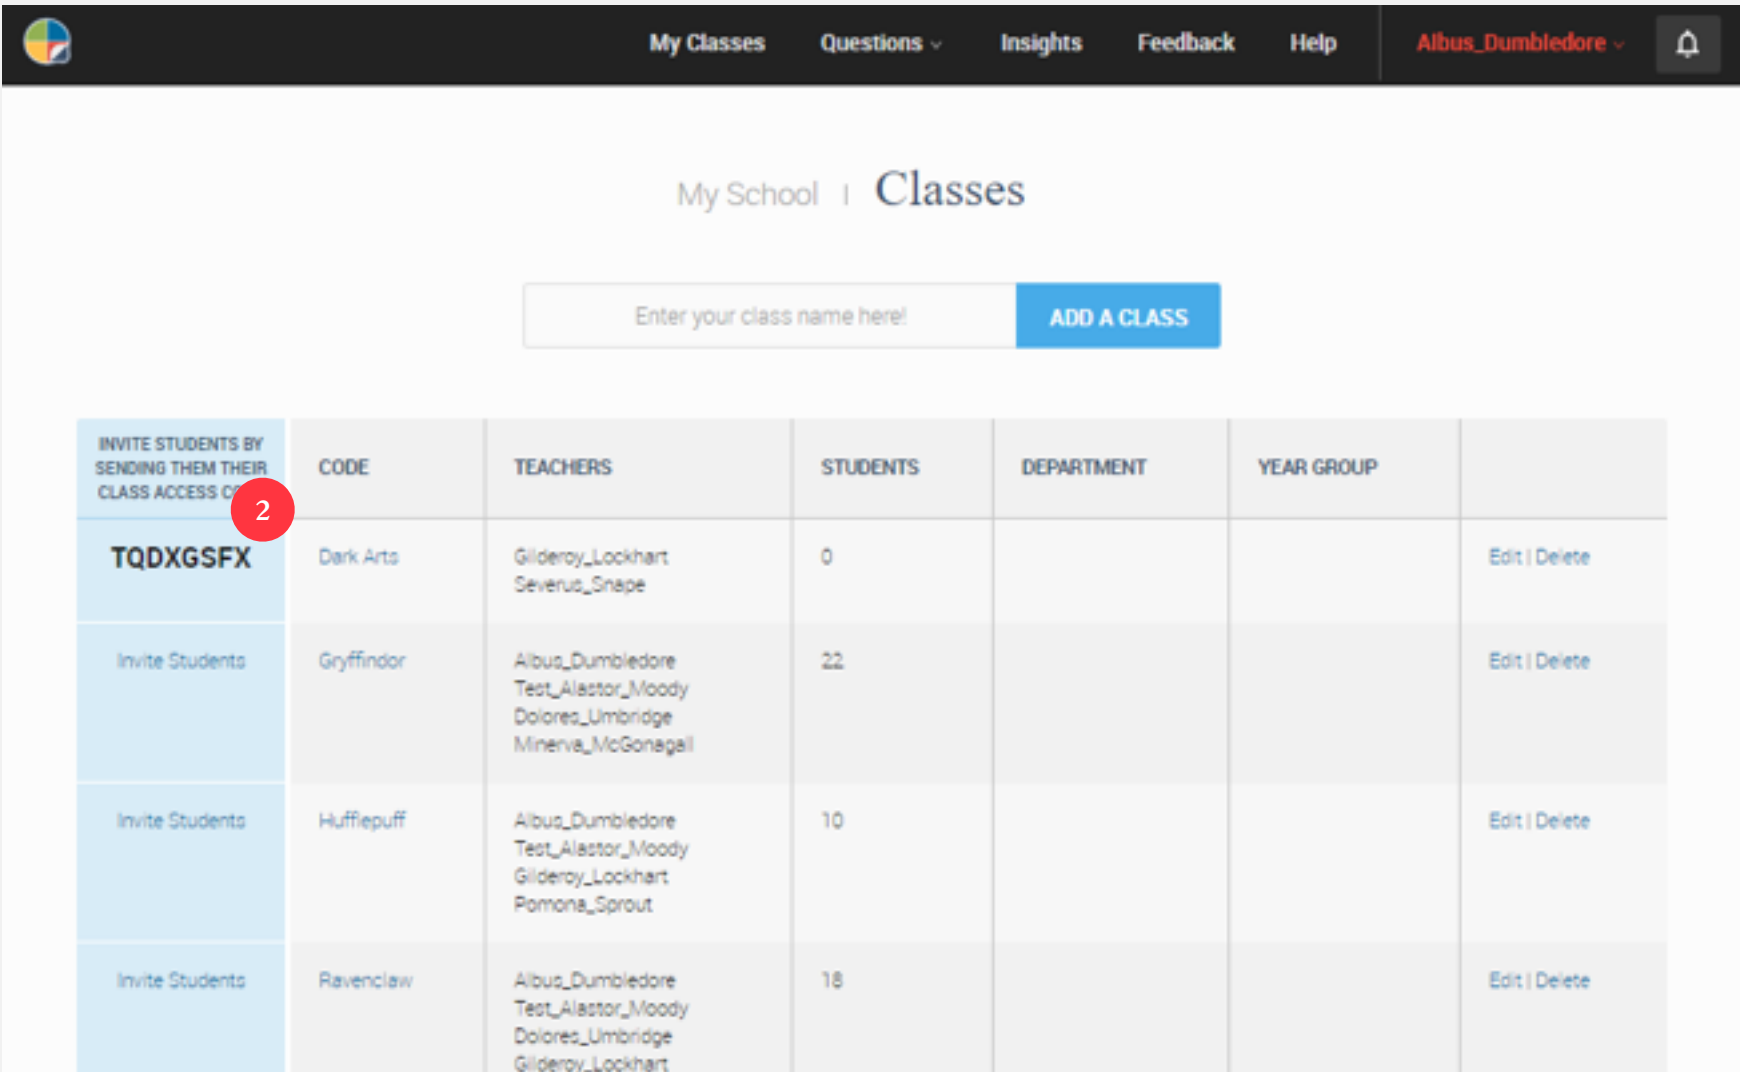 My Classes Questions Insights Feedback Help Albus_Dumbledore
My School | Classes
Enter your class name here! ADD A CLASS
INVITE STUDENTS BY
SENDING THEM THEIR
CLASS ACCESS
2
CODE TEACHERS STUDENTS DEPARTMENT YEAR GROUP
TQDXGSFX Dark Arts Gilderoy_Lockhart 0 Edit | Delete
Severus_Snape
Invite Students Gryffindor Albus_Dumbledore 22 Edit | Delete
Test_Alastor_Moody
Dolores_Umbridge
Minerva_McGonagall
Invite Students Hufflepuff Albus_Dumbledore 10 Edit | Delete
Test_Alastor_Moody
Gilderoy_Lockhart
Pomona_Sprout
Invite Students Ravenclaw Albus_Dumbledore 18 Edit | Delete
Test_Alastor_Moody
Dolores_Umbridge
Gilderoy_Lockhart